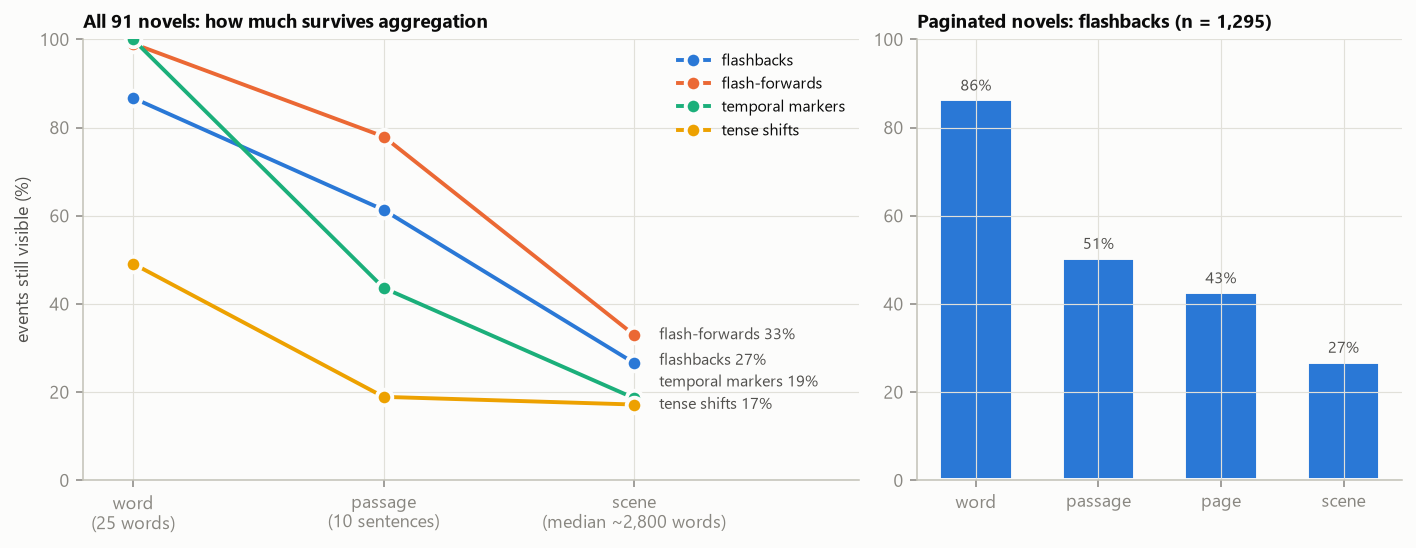 All 91 novels: how much survives aggregation
100
80
60
40
20
0
events still visible (%)
flashbacks
flash-forwards
temporal markers
tense shifts
flash-forwards 33%
flashbacks 27%
temporal markers 19%
tense shifts 17%
word
(25 words)
passage
(10 sentences)
scene
(median ~2,800 words)
Paginated novels: flashbacks (n = 1,295)
100
80
60
40
20
0
86%
51%
43%
27%
word
passage
page
scene